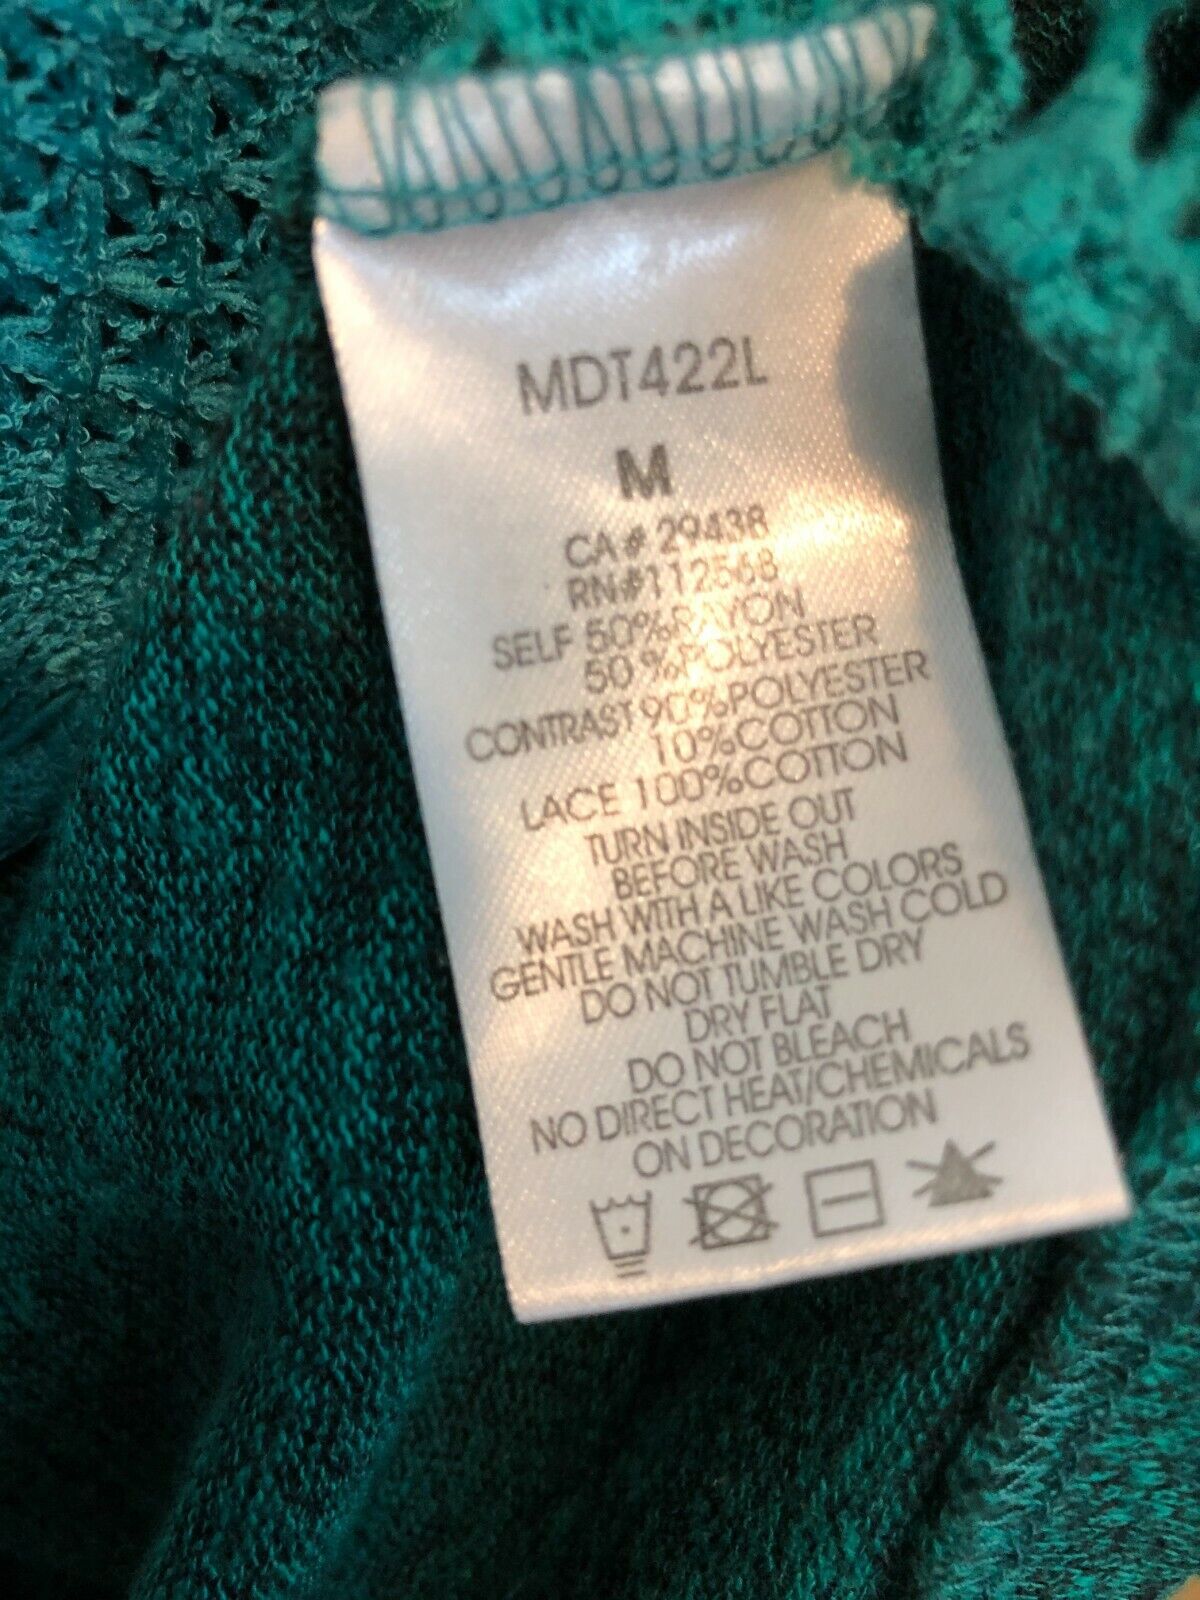 MDT422L
M
CA# 29438
RN#112568
SELF 50%RAYON
50%POLYESTER
CONTRAST 90%POLYESTER
10%COTTON
LACE 100%COTTON
TURN INSIDE OUT
BEFORE WASH
WASH WITH A LIKE COLORS
GENTLE MACHINE WASH COLD
DO NOT TUMBLE DRY
DRY FLAT
DO NOT BLEACH
NO DIRECT HEAT/CHEMICALS
ON DECORATION